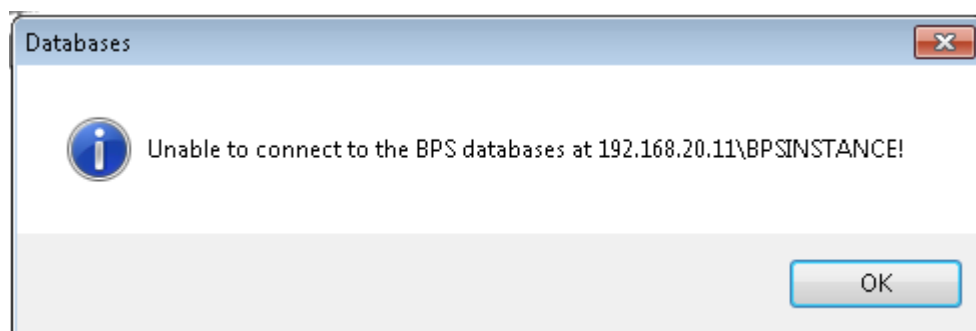 Databases
Unable to connect to the BPS databases at 192.168.20.11\BPSINSTANCE!
OK